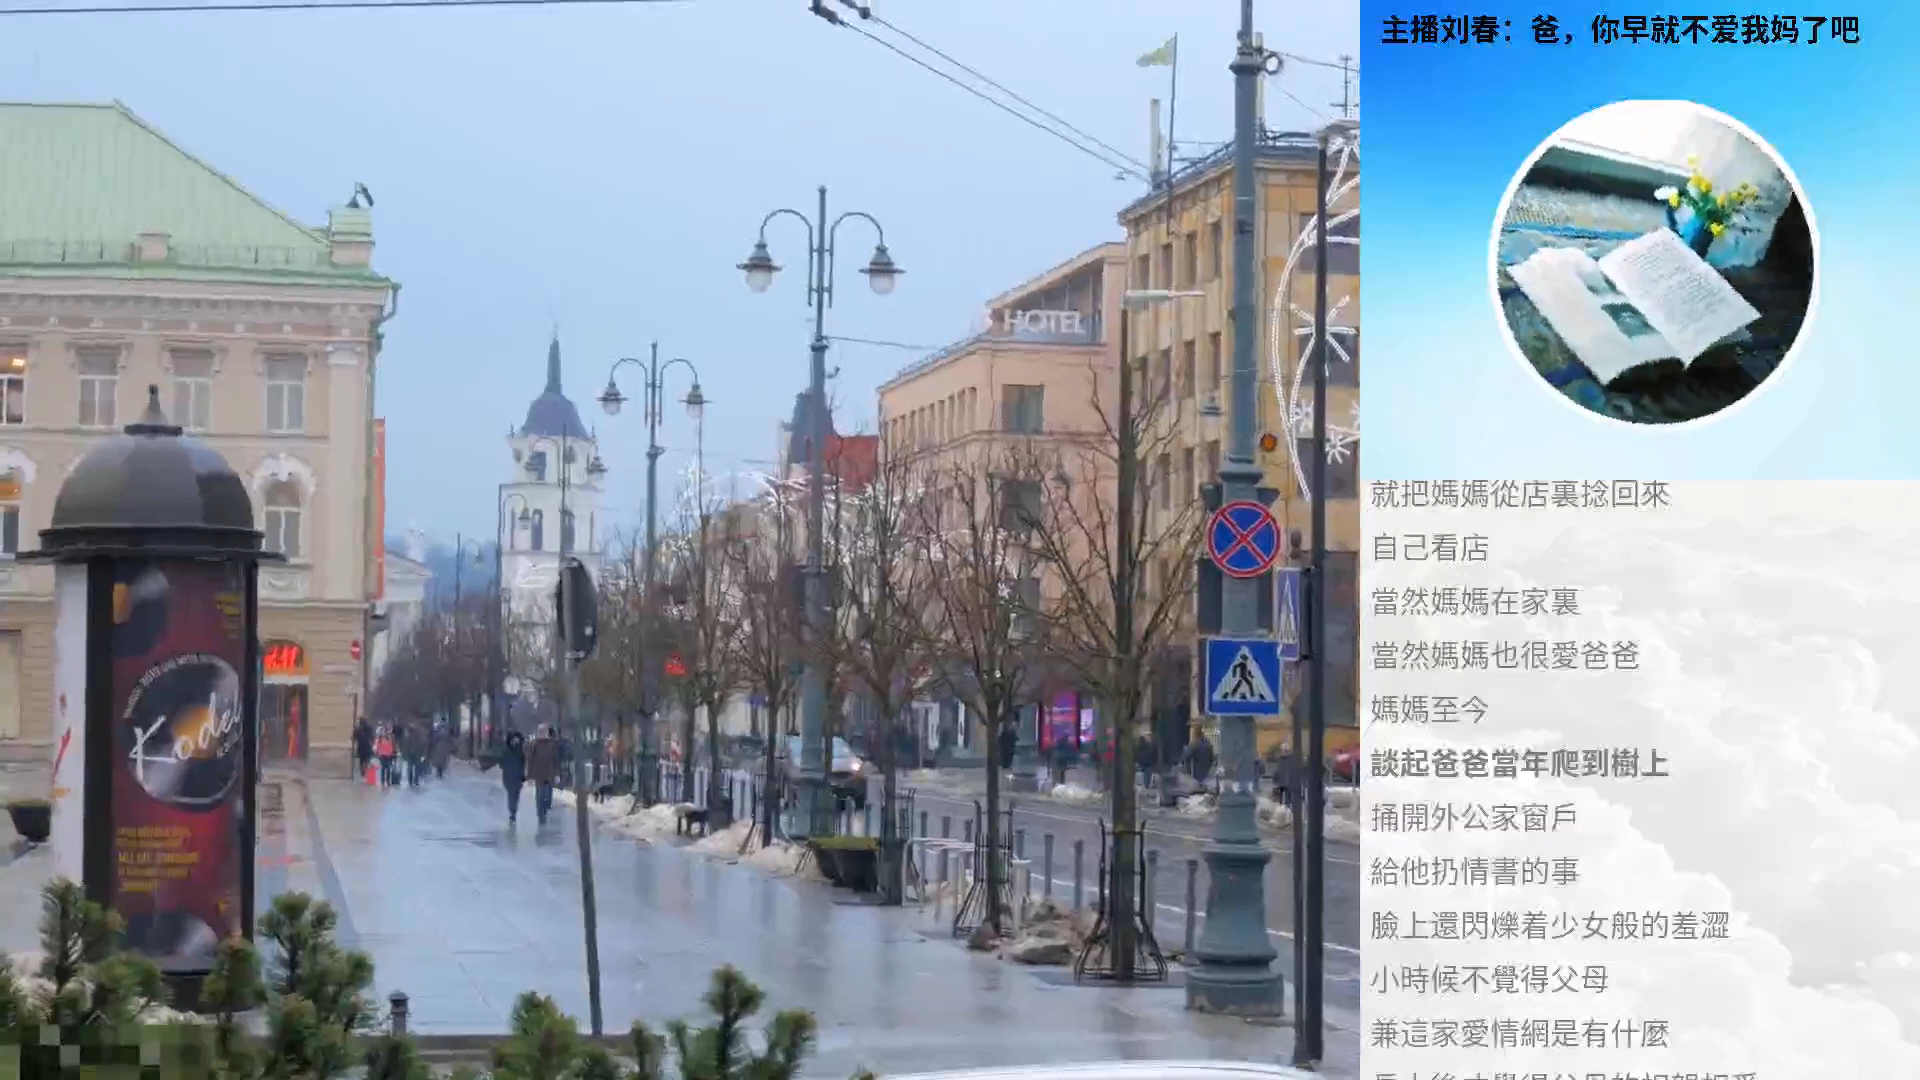 主播刘春：爸，你早就不爱我妈了吧
HOTEL
H&M
Kodėl
就把媽媽從店裏捻回來
自己看店
當然媽媽在家裏
當然媽媽也很愛爸爸
媽媽至今
談起爸爸當年爬到樹上
捅開外公家窗戶
給他扔情書的事
臉上還閃爍着少女般的羞澀
小時候不覺得父母
兼這家愛情網是有什麼